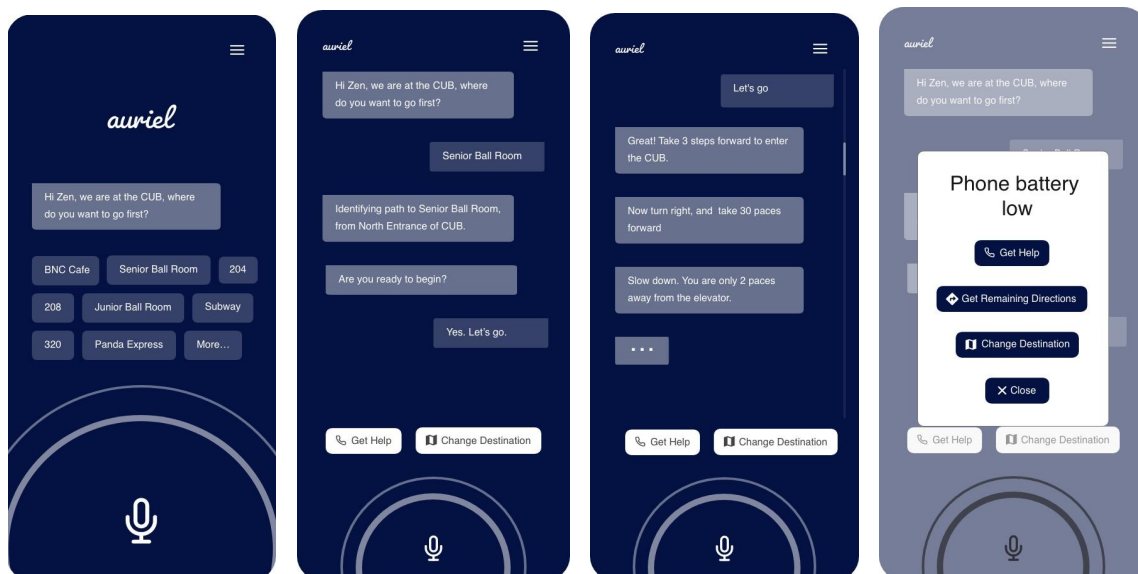 auriel
Hi Zen, we are at the CUB, where
do you want to go first?
BNC Cafe
Senior Ball Room
204
208
Junior Ball Room
Subway
320
Panda Express
More...
auriel
Hi Zen, we are at the CUB, where
do you want to go first?
Senior Ball Room
Identifying path to Senior Ball Room,
from North Entrance of CUB.
Are you ready to begin?
Yes. Let's go.
Get Help
Change Destination
auriel
Let's go
Great! Take 3 steps forward to enter
the CUB.
Now turn right, and take 30 paces
forward
Slow down. You are only 2 paces
away from the elevator.
...
Get Help
Change Destination
auriel
Hi Zen, we are at the CUB, where
do you want to go first?
Phone battery
low
Get Help
Get Remaining Directions
Change Destination
Close
Get Help
Change Destination